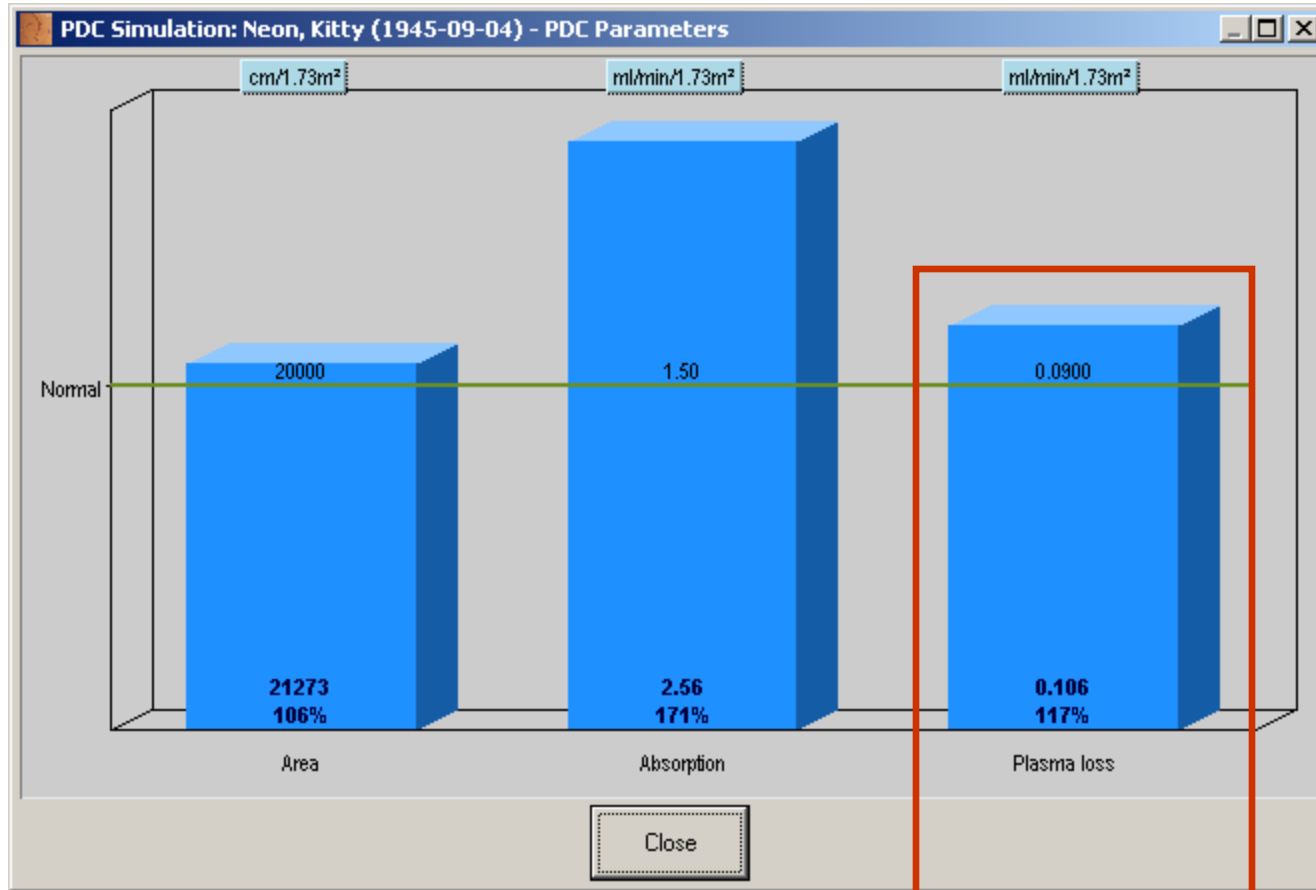 PDC Simulation: Neon, Kitty (1945-09-04) - PDC Parameters
cm/1.73m²
ml/min/1.73m²
ml/min/1.73m²
20000
1.50
0.0900
Normal
21273
106%
2.56
171%
0.106
117%
Area
Absorption
Plasma loss
Close